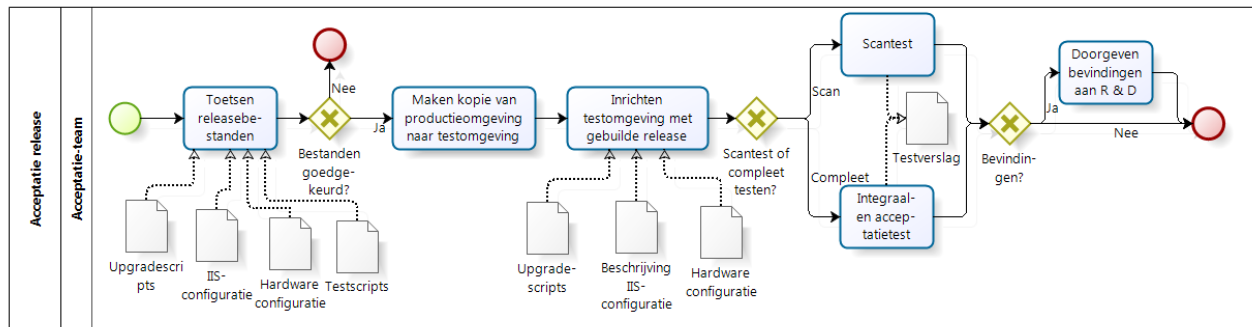 Acceptatie release
Acceptatie-team
Toetsen
releasebe-
standen
Nee
Bestanden
goedge-
keurd?
Ja
Maken kopie van
productieomgeving
naar testomgeving
Inrichten
testomgeving met
gebuilde release
Scantest of
compleet
testen?
Scan
Compleet
Scantest
Testverslag
Integraal-
en accep-
tatietest
Bevindin-
gen?
Ja
Nee
Doorgeven
bevindingen
aan R & D
Upgradescri
pts
IIS-
configuratie
Hardware
configuratie
Testscripts
Upgrade-
scripts
Beschrijving
IIS-
configuratie
Hardware
configuratie